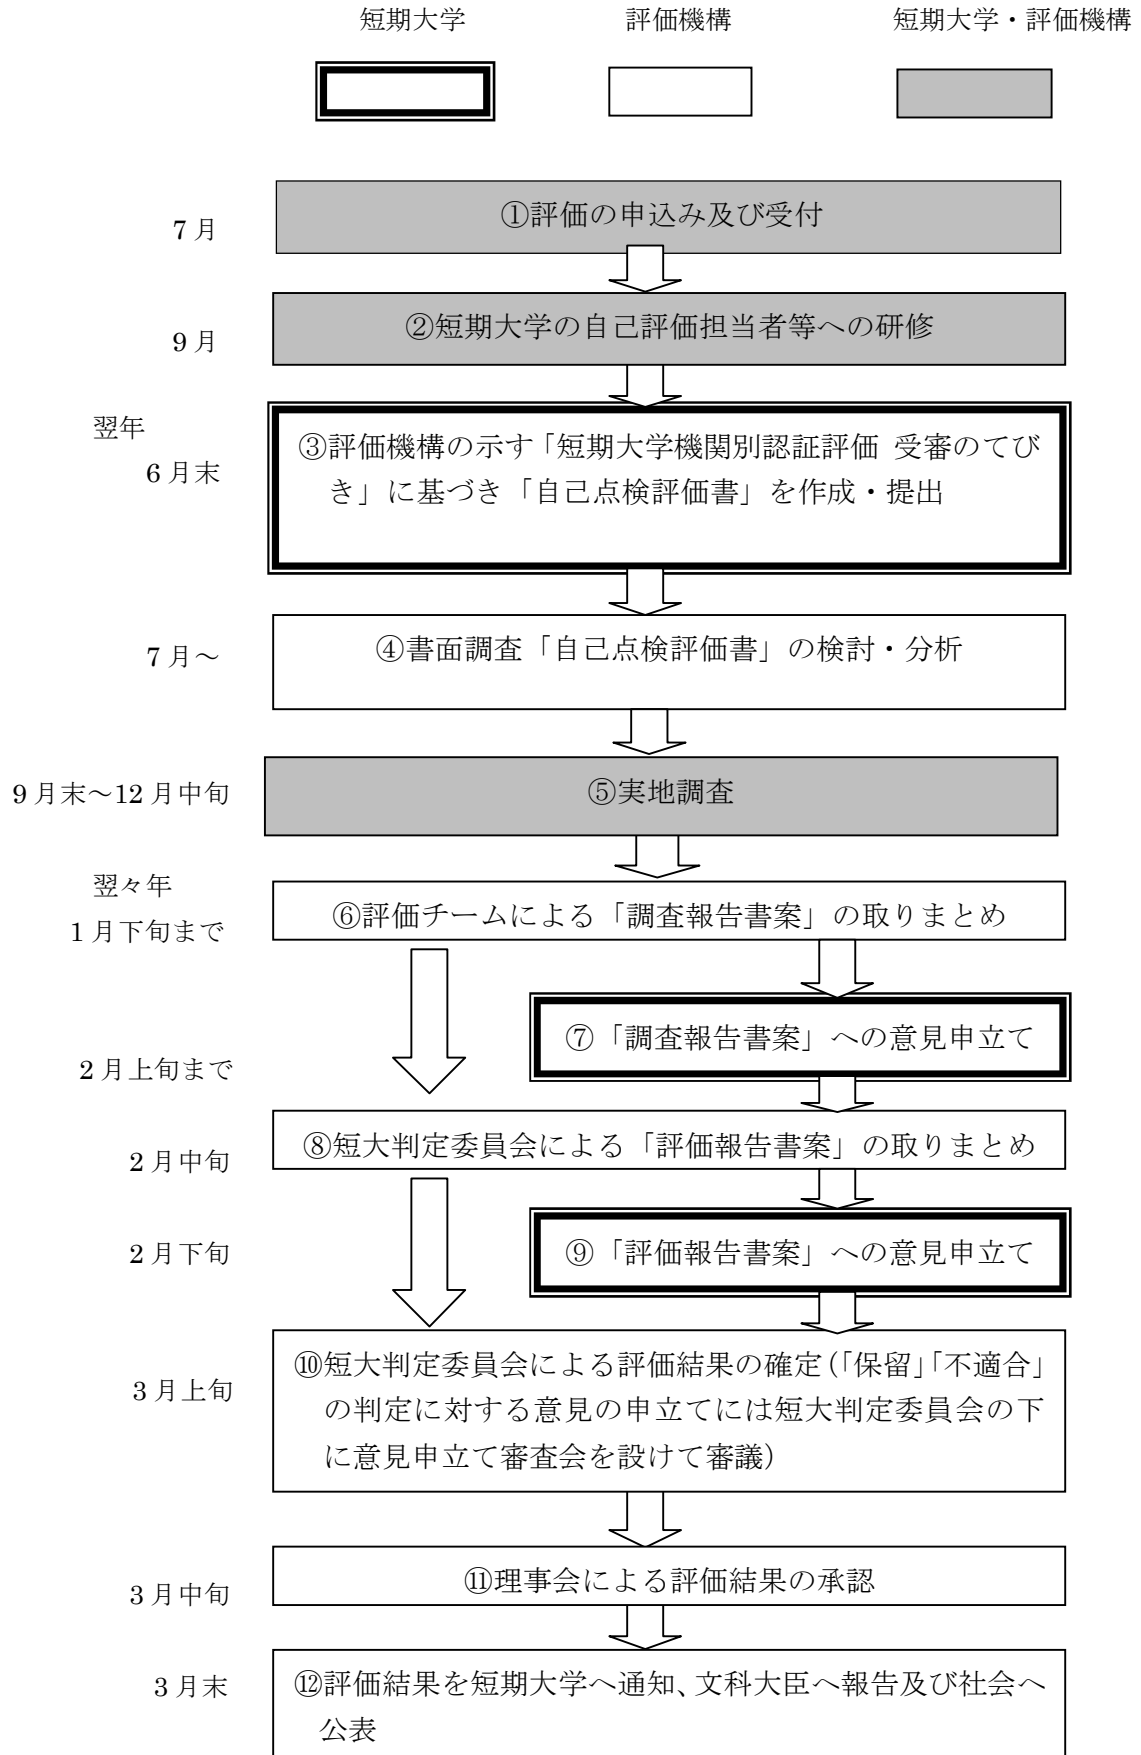 短期大学
評価機構
短期大学・評価機構
7月
①評価の申込み及び受付
9月
②短期大学の自己評価担当者等への研修
翌年
6月末
③評価機構の示す「短期大学機関別認証評価 受審のてび
き」に基づき「自己点検評価書」を作成・提出
7月～
④書面調査「自己点検評価書」の検討・分析
9月末～12月中旬
⑤実地調査
翌々年
1月下旬まで
⑥評価チームによる「調査報告書案」の取りまとめ
⑦「調査報告書案」への意見申立て
2月上旬まで
2月中旬
⑧短大判定委員会による「評価報告書案」の取りまとめ
2月下旬
⑨「評価報告書案」への意見申立て
3月上旬
⑩短大判定委員会による評価結果の確定（「保留」「不適合」
の判定に対する意見の申立てには短大判定委員会の下
に意見申立て審査会を設けて審議）
3月中旬
⑪理事会による評価結果の承認
3月末
⑫評価結果を短期大学へ通知、文科大臣へ報告及び社会へ
公表